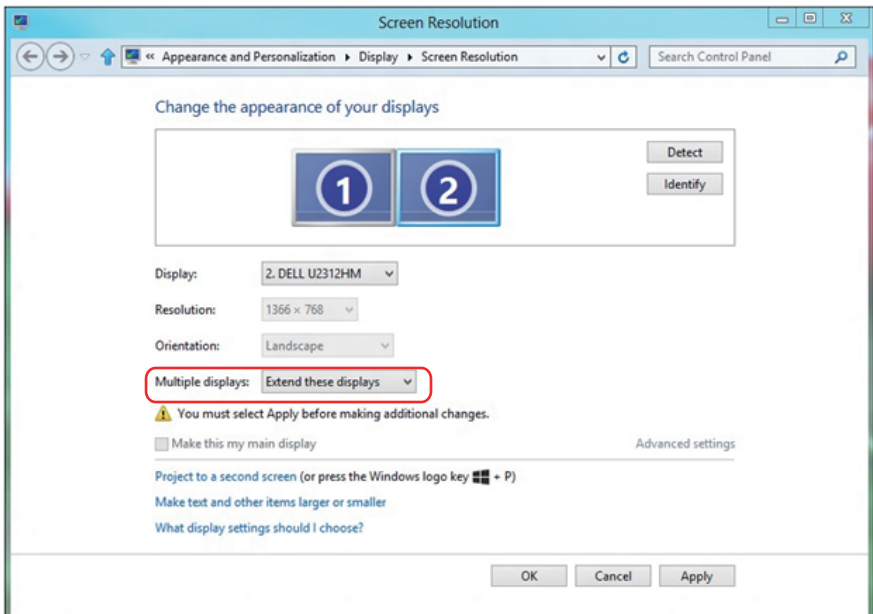 Screen Resolution
« Appearance and Personalization ▸ Display ▸ Screen Resolution
Search Control Panel
Change the appearance of your displays
1 2
Detect
Identify
Display: 2. DELL U2312HM
Resolution: 1366 × 768
Orientation: Landscape
Multiple displays: Extend these displays
You must select Apply before making additional changes.
Make this my main display Advanced settings
Project to a second screen (or press the Windows logo key + P)
Make text and other items larger or smaller
What display settings should I choose?
OK Cancel Apply